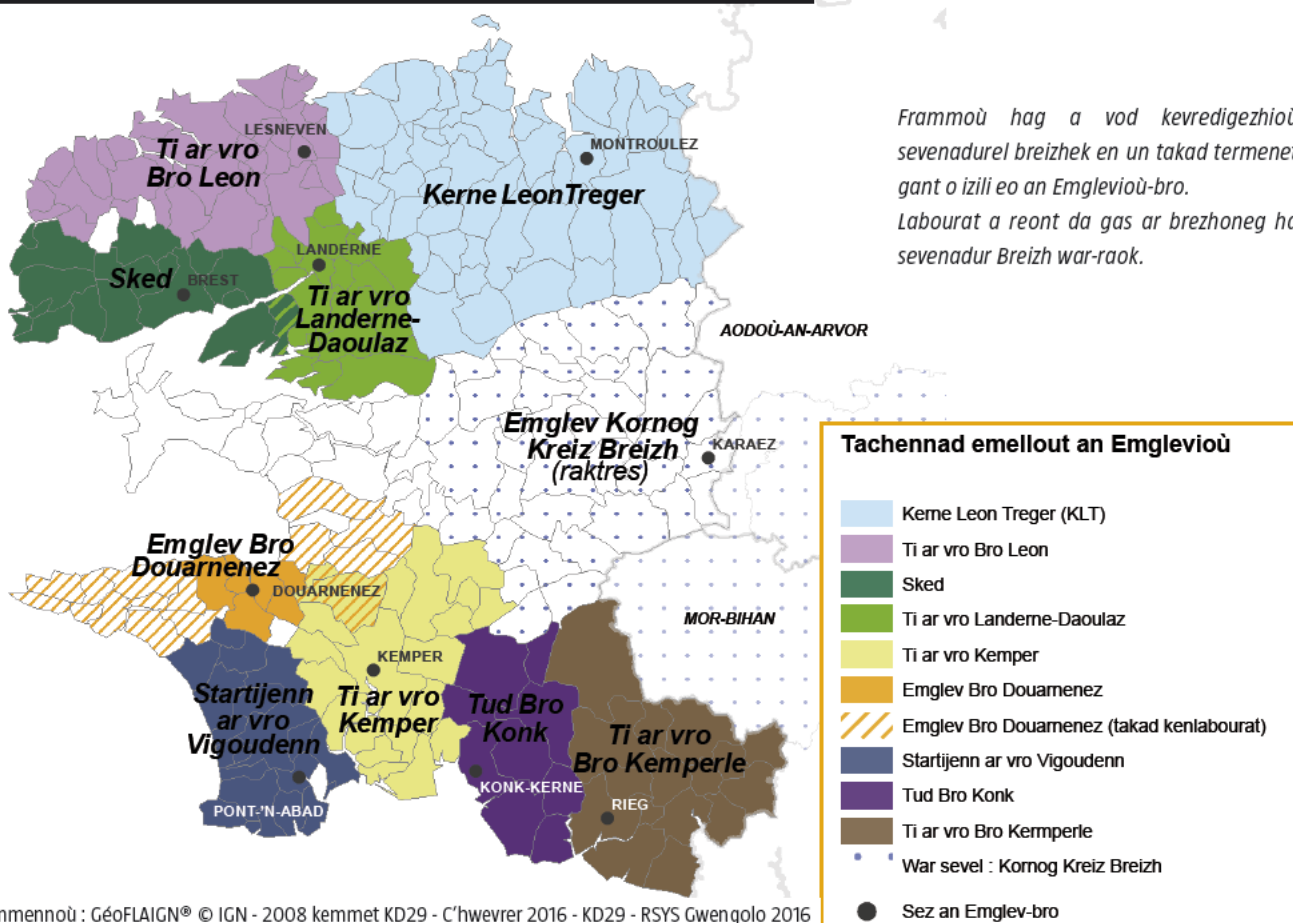 LESNEVEN
Ti ar vro
Bro Leon
MONTROULEZ
Kerne LeonTreger
Frammoù hag a vod kevredigezhioù
sevenadurel breizhek en un takad termenet
gant o izili eo an Emglevioù-bro.
Labourat a reont da gas ar brezhoneg ha
sevenadur Breizh war-raok.
LANDERNE
Sked
BREST
Ti ar vro
Landerne-
Daoulaz
AODOÙ-AN-ARVOR
Emglev Kornog
Kreiz Breizh
(raktres)
KARAEZ
Emglev Bro
Douarnenez
DOUARNENEZ
MOR-BIHAN
KEMPER
Startijenn
ar vro
Vigoudenn
Ti ar vro
Kemper
Tud Bro
Konk
Ti ar vro
Bro Kemperle
KONK-KERNE
RIEG
PONT-'N-ABAD
Tachennad emellout an Emglevioù
Kerne Leon Treger (KLT)
Ti ar vro Bro Leon
Sked
Ti ar vro Landerne-Daoulaz
Ti ar vro Kemper
Emglev Bro Douarnenez
Emglev Bro Douarnenez (takad kenlabourat)
Startijenn ar vro Vigoudenn
Tud Bro Konk
Ti ar vro Bro Kermperle
War sevel : Kornog Kreiz Breizh
Sez an Emglev-bro
mmennoù : GéoFLAIGN® © IGN - 2008 kemmet KD29 - C'hwevrer 2016 - KD29 - RSYS Gwengolo 2016